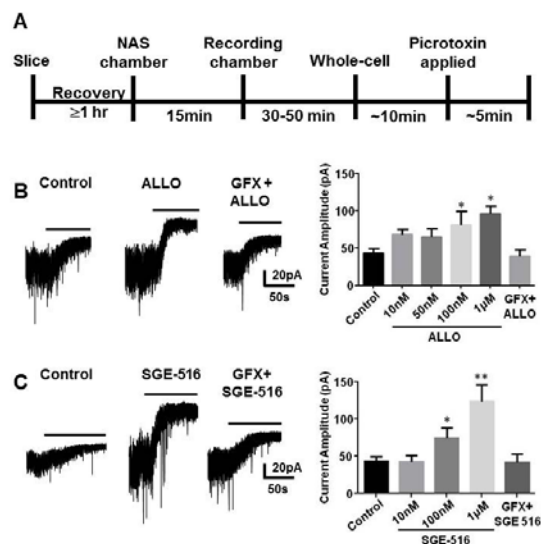 A
Slice
NAS
chamber
Recording
chamber
Whole-cell
Picrotoxin
applied
Recovery
≥1 hr
15min
30-50 min
~10min
~5min
B
Control
ALLO
GFX+
ALLO
20pA
50s
Current Amplitude (pA)
150
100
50
0
* *
Control
10nM
50nM
100nM
1µM
GFX+
ALLO
ALLO
C
Control
SGE-516
GFX+
SGE-516
20pA
50s
Current Amplitude (pA)
150
100
50
0
* **
Control
10nM
100nM
1µM
GFX+
SGE 516
SGE-516